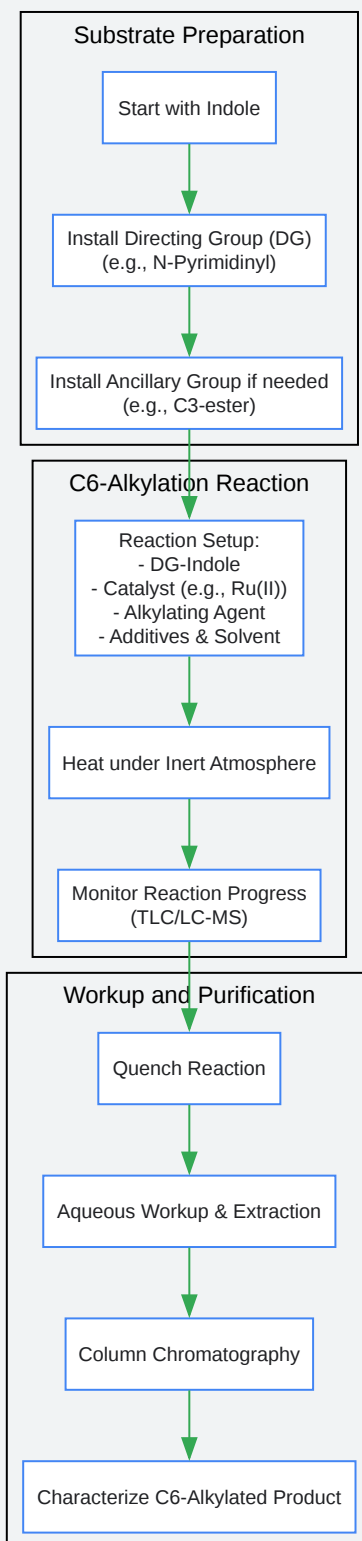 Substrate Preparation
Start with Indole
Install Directing Group (DG)
(e.g., N-Pyrimidinyl)
Install Ancillary Group if needed
(e.g., C3-ester)
C6-Alkylation Reaction
Reaction Setup:
- DG-Indole
- Catalyst (e.g., Ru(II))
- Alkylating Agent
- Additives & Solvent
Heat under Inert Atmosphere
Monitor Reaction Progress
(TLC/LC-MS)
Workup and Purification
Quench Reaction
Aqueous Workup & Extraction
Column Chromatography
Characterize C6-Alkylated Product